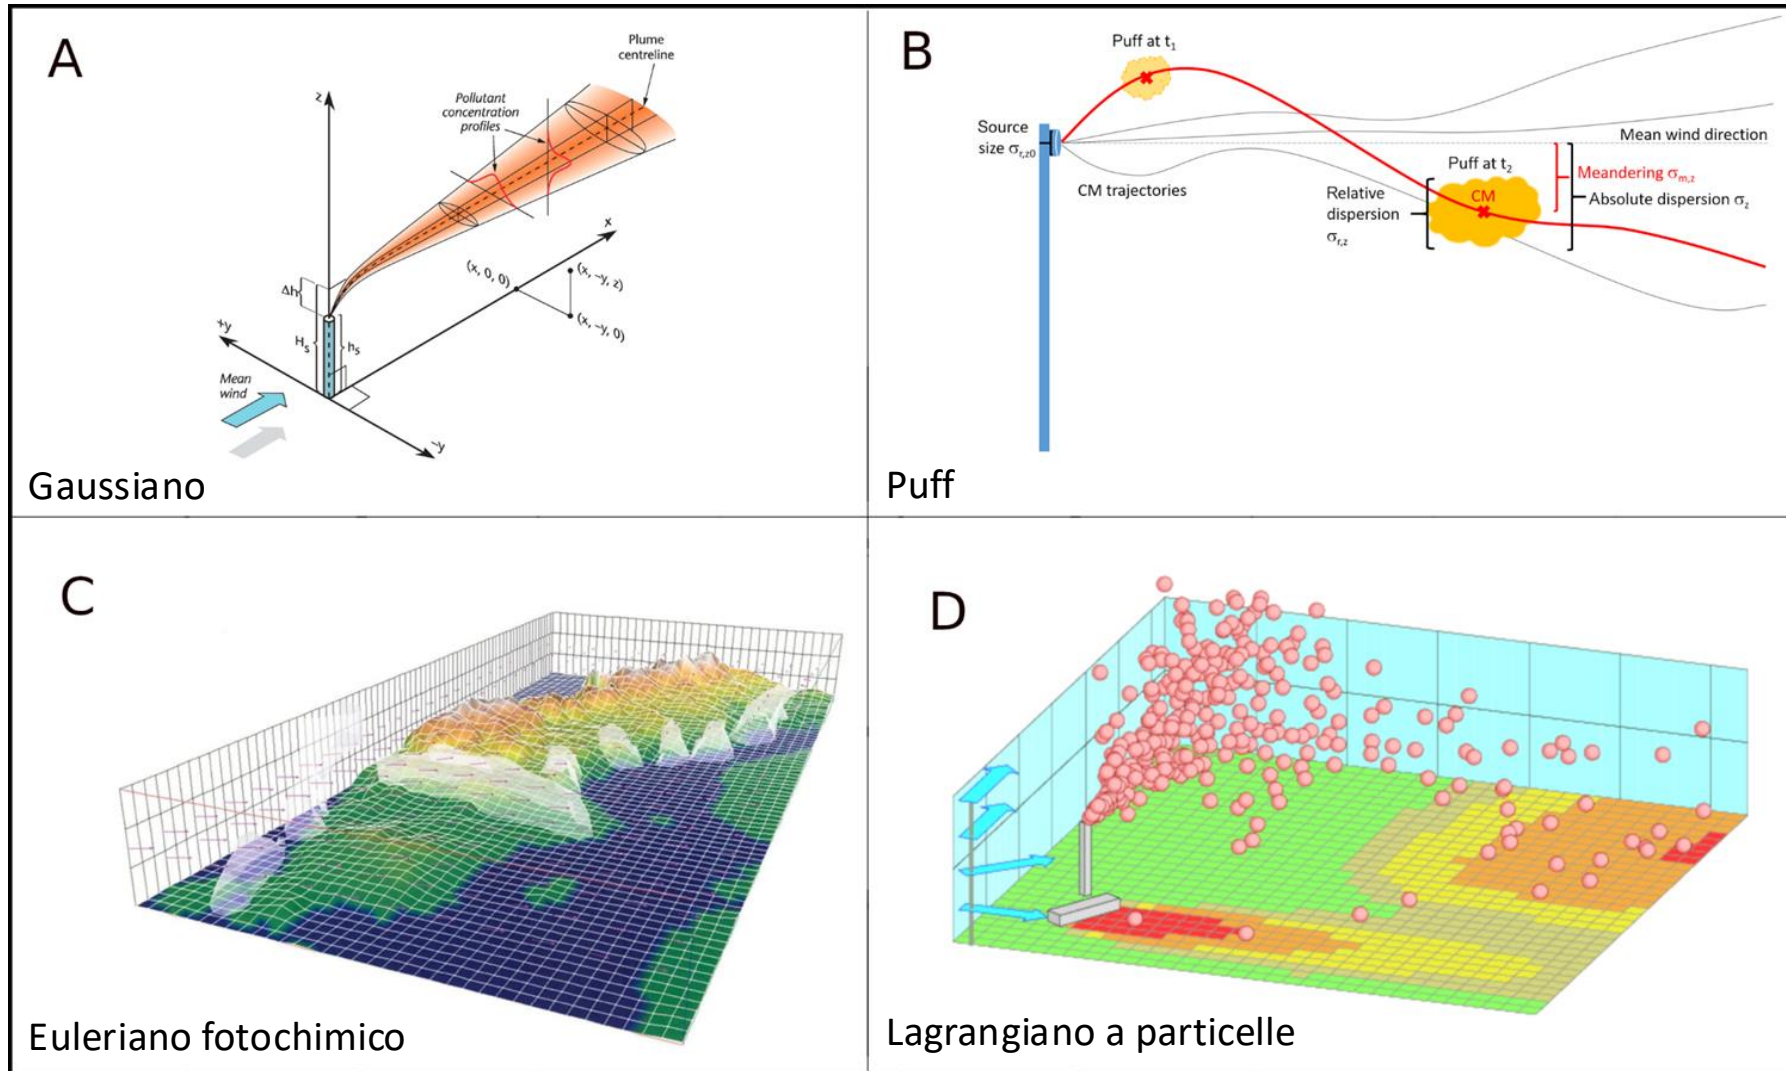 A
Plume
centreline
z
Pollutant
concentration
profiles
x
(x, 0, 0)
(x, –y, z)
(x, –y, 0)
Δh
+y
Hs
hs
Mean
wind
–y
Gaussiano
B
Puff at t1
Source
size σr,z0
Mean wind direction
Puff at t2
CM trajectories
Relative
dispersion
σr,z
CM
Meandering σm,z
Absolute dispersion σz
Puff
C
Euleriano fotochimico
D
Lagrangiano a particelle